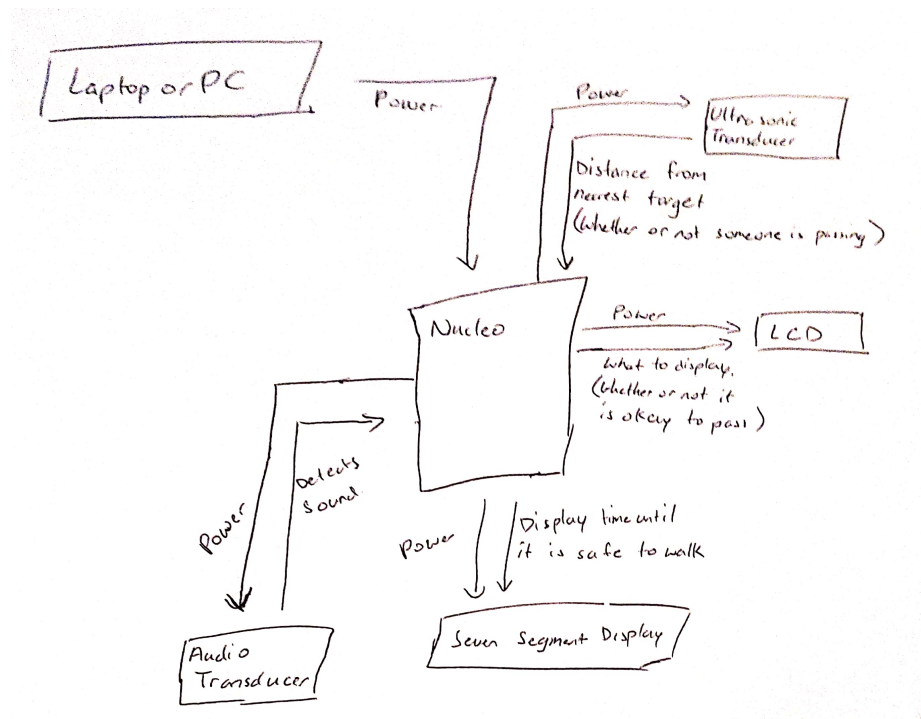 Laptop or PC
Power
Power
Ultrasonic
Transducer
Distance from
nearest target
(Whether or not someone is passing)
Nucleo
Power
LCD
what to display.
(Whether or not it
is okay to pass)
Detects
Sound
Power
Power
Display time until
it is safe to walk
Audio
Transducer
Seven Segment Display